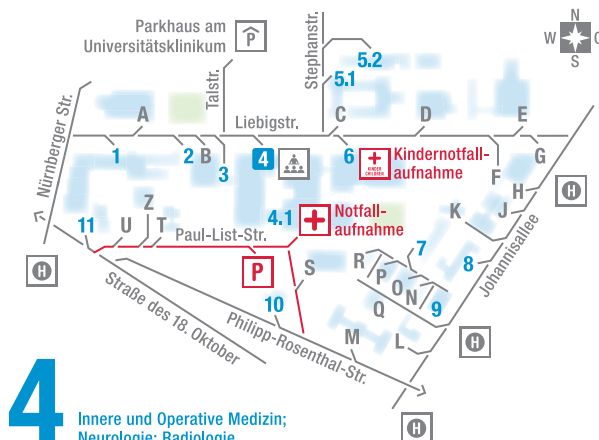 Parkhaus am
Universitätsklinikum
P
Talstr.
Stephanstr.
5.2
5.1
N
W
O
S
Nürnberger Str.
A
Liebigstr.
C
D
E
1
2
B
3
4
6
KINDER
CHILDREN
Kindernotfall-
aufnahme
F
G
H
J
K
H
4.1
Notfall-
aufnahme
11
U
Z
T
Paul-List-Str.
P
S
R
P
O
N
7
8
9
Q
Johannisallee
H
Straße des 18. Oktober
10
Philipp-Rosenthal-Str.
M
L
H
H
4
Innere und Operative Medizin;
Neurologie; Radiologie